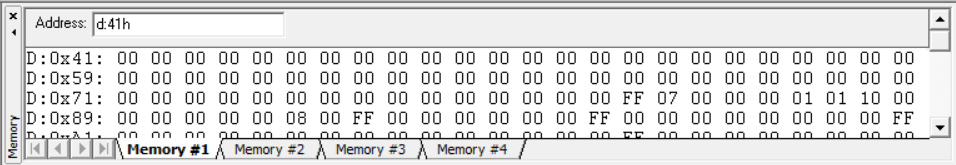 Address: d:41h
D:0x41: 00 00 00 00 00 00 00 00 00 00 00 00 00 00 00 00 00 00 00 00 00 00 00 00
D:0x59: 00 00 00 00 00 00 00 00 00 00 00 00 00 00 00 00 00 00 00 00 00 00 00 00
D:0x71: 00 00 00 00 00 00 00 00 00 00 00 00 00 00 00 FF 07 00 00 00 01 01 10 00
D:0x89: 00 00 00 00 00 08 00 FF 00 00 00 00 00 00 FF 00 00 00 00 00 00 00 00 FF
Memory
Memory #1 Memory #2 Memory #3 Memory #4